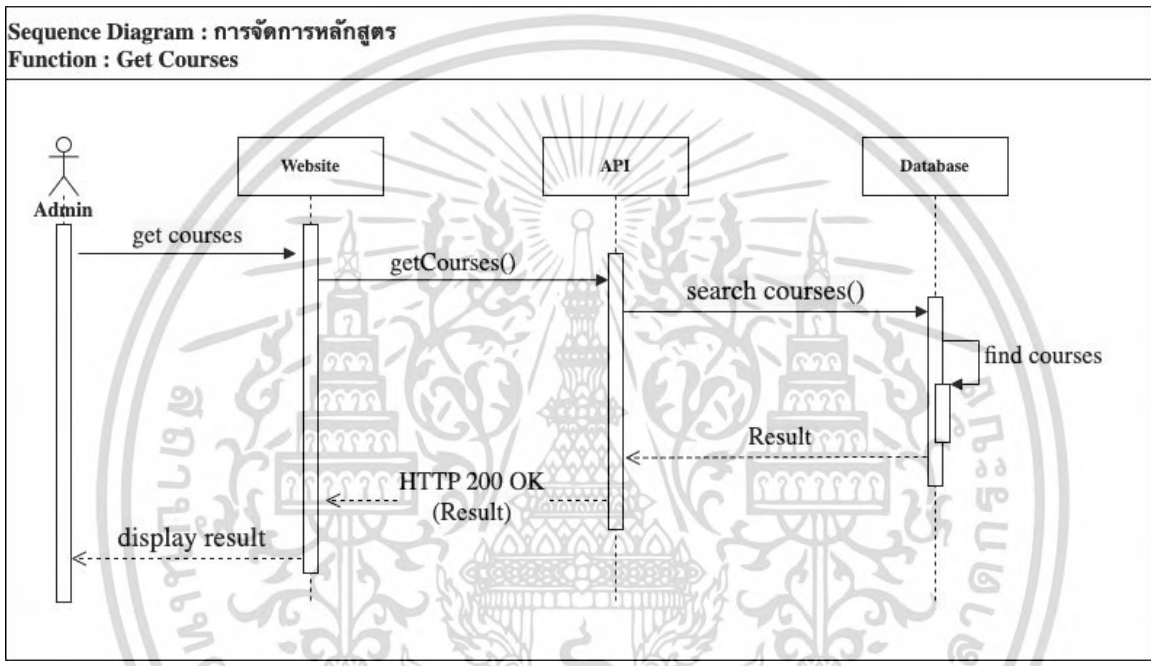 Sequence Diagram : การจัดการหลักสูตร
Function : Get Courses
Admin
Website
API
Database
get courses
getCourses()
search courses()
find courses
Result
HTTP 200 OK
(Result)
display result